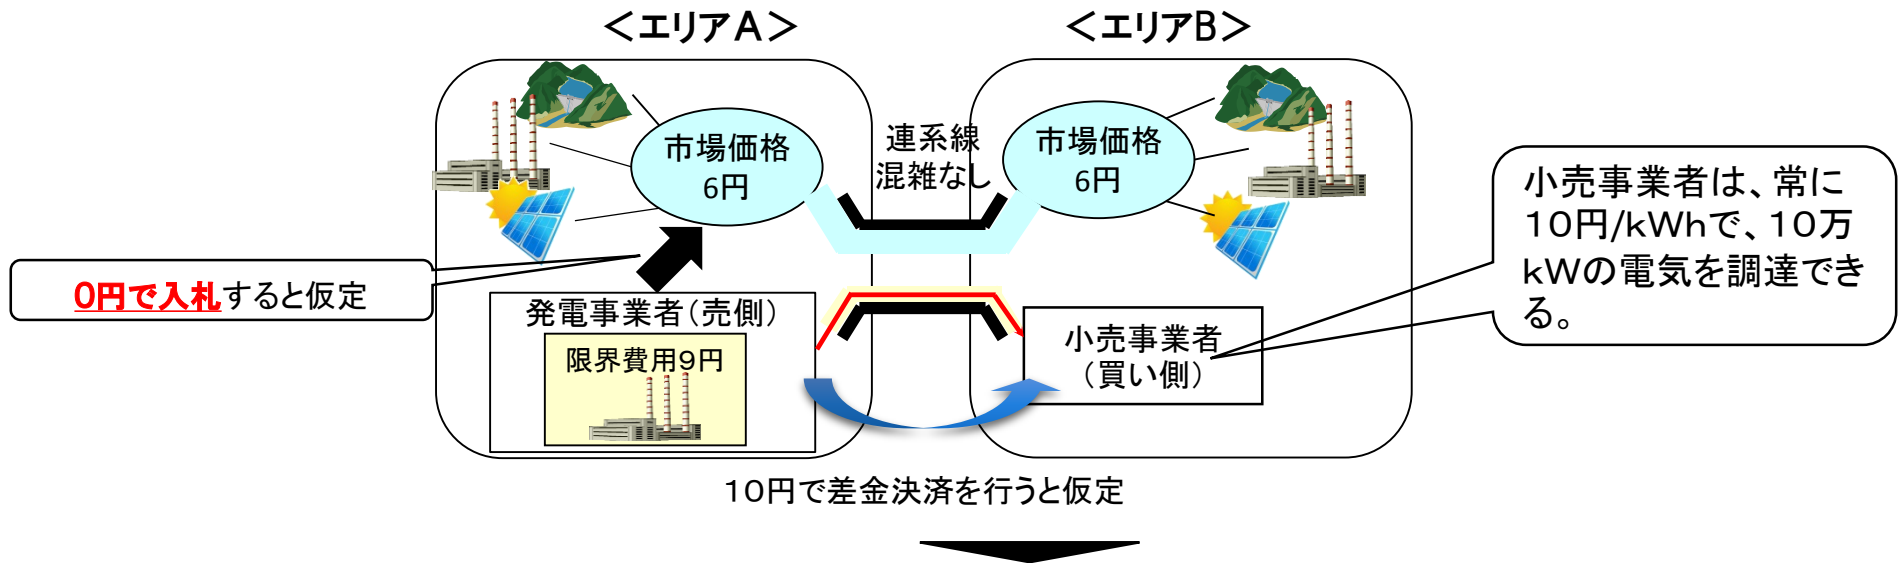 ＜エリアＡ＞
＜エリアＢ＞
市場価格
6円
連系線
混雑なし
市場価格
6円
小売事業者は、常に
１０円/ｋWｈで、１０万
ｋWの電気を調達でき
る。
０円で入札すると仮定
発電事業者（売側）
限界費用９円
小売事業者
（買い側）
１０円で差金決済を行うと仮定